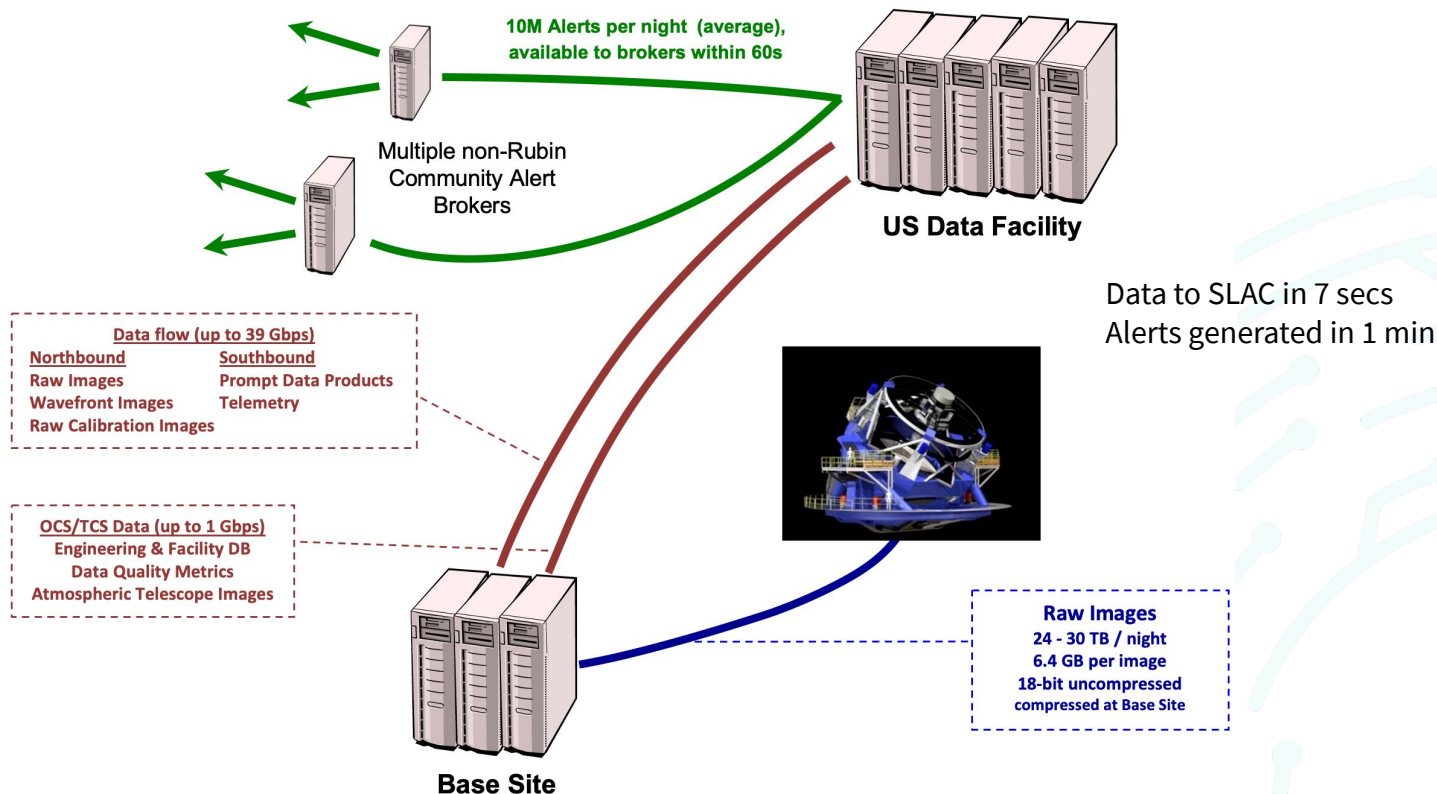 10M Alerts per night (average),
available to brokers within 60s
Multiple non-Rubin
Community Alert
Brokers
US Data Facility
Data to SLAC in 7 secs
Alerts generated in 1 min
Data flow (up to 39 Gbps)
Northbound
Raw Images
Wavefront Images
Raw Calibration Images
Southbound
Prompt Data Products
Telemetry
OCS/TCS Data (up to 1 Gbps)
Engineering & Facility DB
Data Quality Metrics
Atmospheric Telescope Images
Raw Images
24 - 30 TB / night
6.4 GB per image
18-bit uncompressed
compressed at Base Site
Base Site